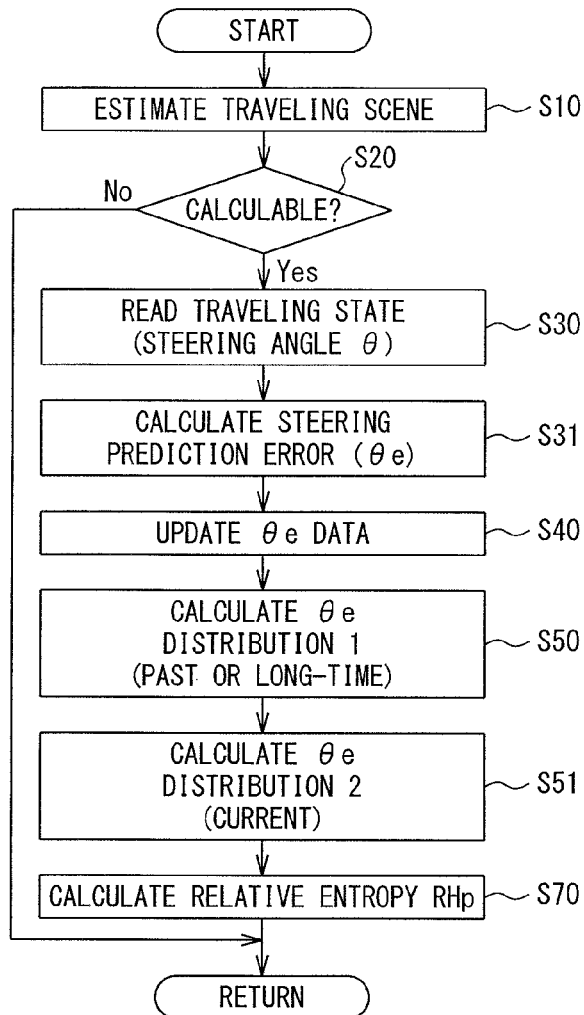 START
ESTIMATE TRAVELING SCENE
S10
S20
No
CALCULABLE?
Yes
READ TRAVELING STATE
(STEERING ANGLE θ)
S30
CALCULATE STEERING
PREDICTION ERROR (θe)
S31
UPDATE θe DATA
S40
CALCULATE θe
DISTRIBUTION 1
(PAST OR LONG-TIME)
S50
CALCULATE θe
DISTRIBUTION 2
(CURRENT)
S51
CALCULATE RELATIVE ENTROPY RHp
S70
RETURN